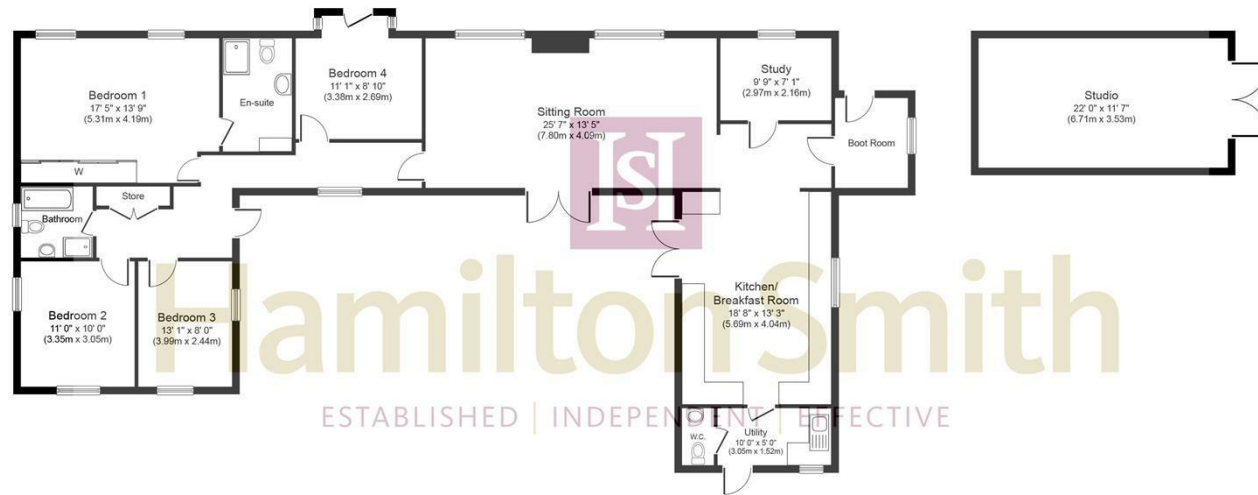 Bedroom 1
17' 5" x 13' 9"
(5.31m x 4.19m)
En-suite
Bedroom 4
11' 1" x 8' 10"
(3.38m x 2.69m)
Sitting Room
25' 7" x 13' 5"
(7.80m x 4.09m)
Study
9' 9" x 7' 1"
(2.97m x 2.16m)
Boot Room
Studio
22' 0" x 11' 7"
(6.71m x 3.53m)
W
Store
Bathroom
HS
Bedroom 2
11' 0" x 10' 0"
(3.35m x 3.05m)
Bedroom 3
13' 1" x 8' 0"
(3.99m x 2.44m)
Kitchen/
Breakfast Room
18' 8" x 13' 3"
(5.69m x 4.04m)
HamiltonSmith
ESTABLISHED | INDEPENDENT | EFFECTIVE
W.C.
Utility
10' 0" x 5' 0"
(3.05m x 1.52m)